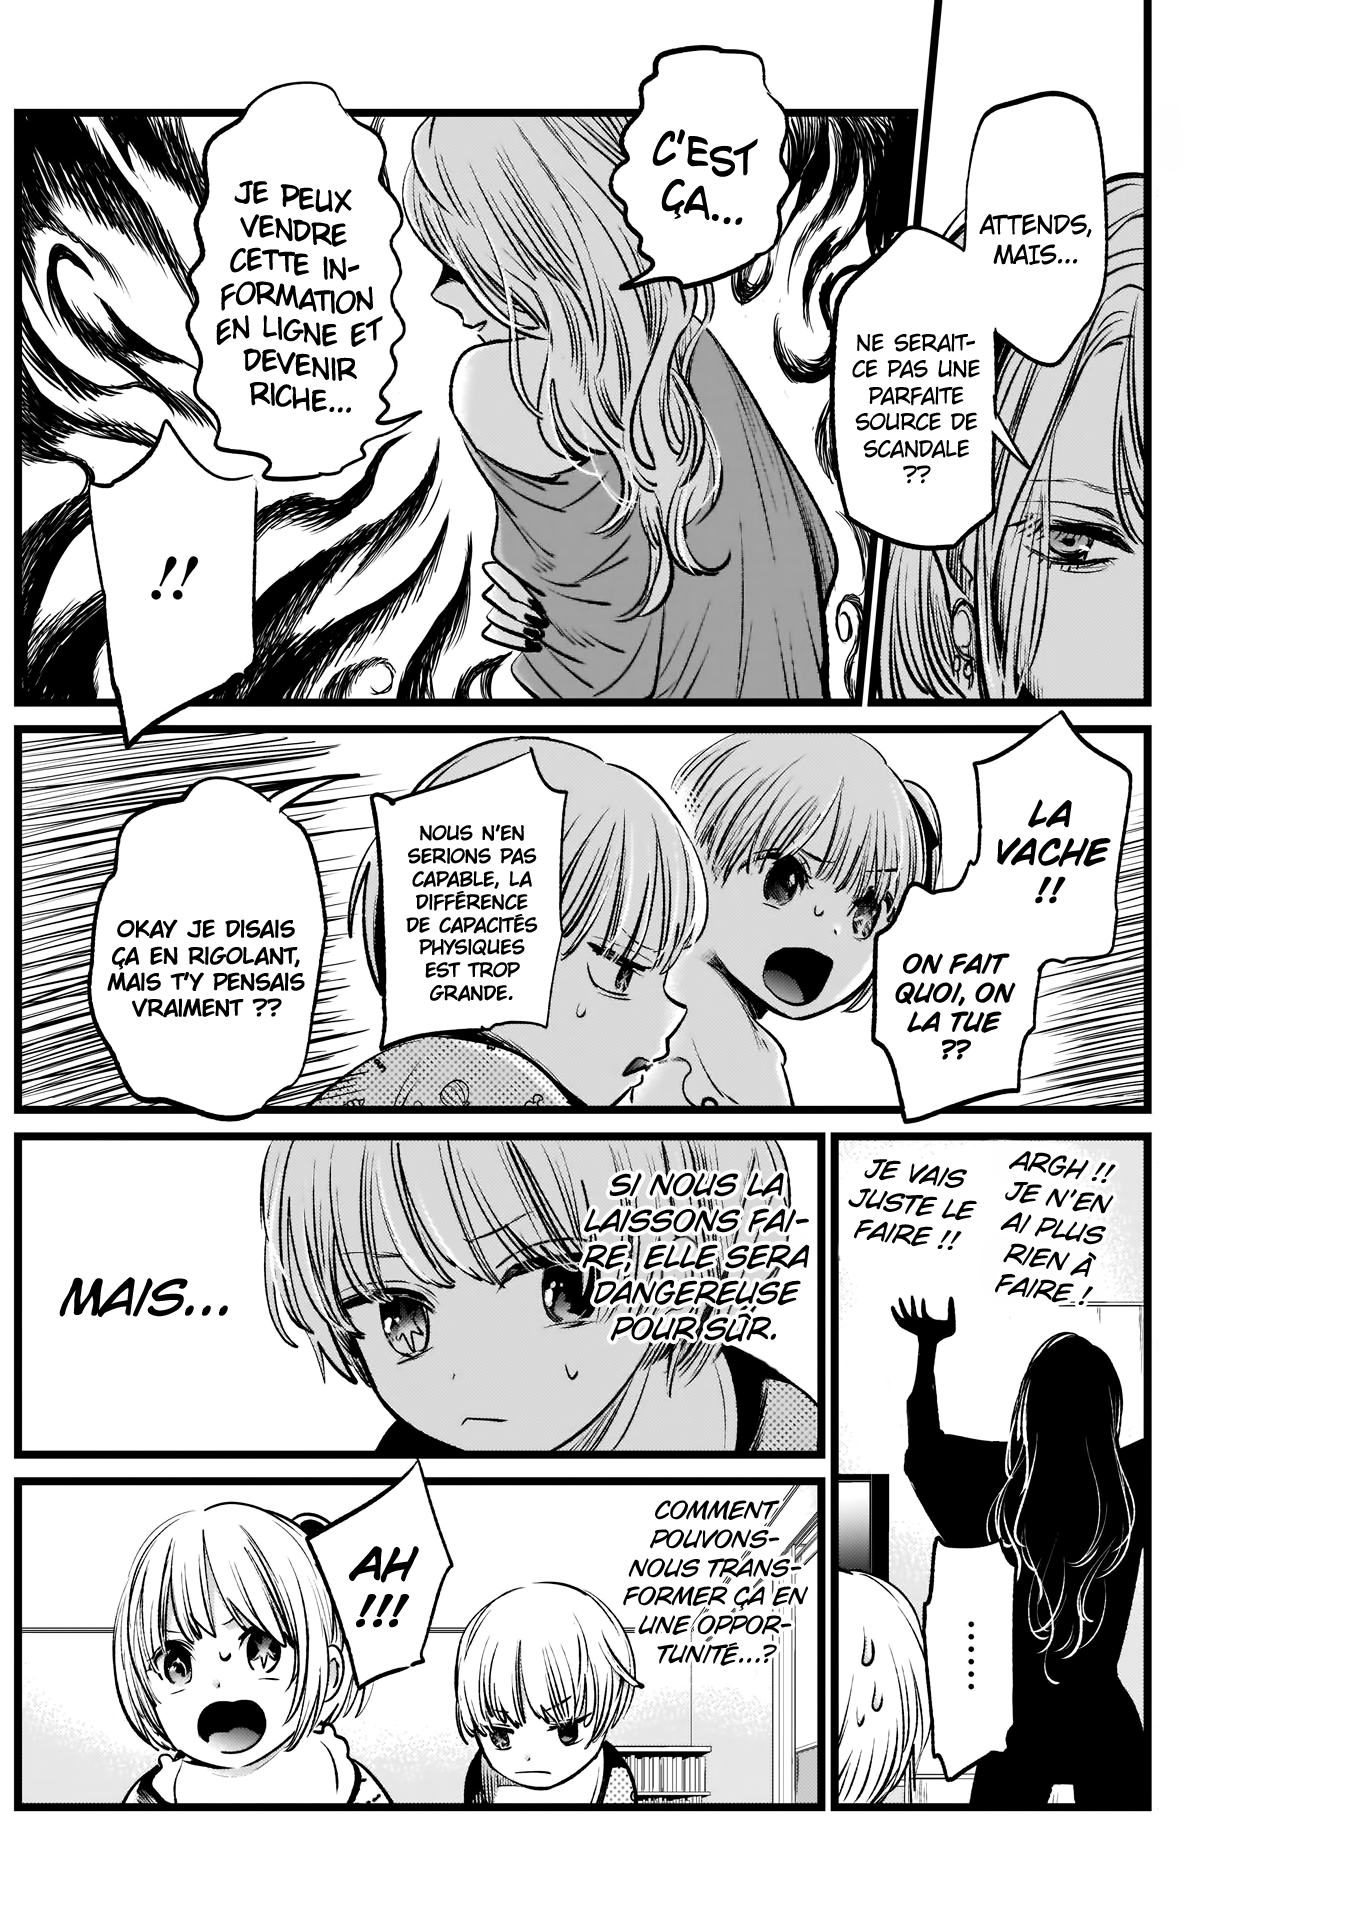 ATTENDS,
MAIS...
NE SERAIT-
CE PAS UNE
PARFAITE
SOURCE DE
SCANDALE
??
C'EST
ÇA...
JE PEUX
VENDRE
CETTE IN-
FORMATION
EN LIGNE ET
DEVENIR
RICHE...
!!
LA
VACHE
!!
ON FAIT
QUOI, ON
LA TUE
??
NOUS N'EN
SERIONS PAS
CAPABLE, LA
DIFFÉRENCE
DE CAPACITÉS
PHYSIQUES
EST TROP
GRANDE.
OKAY JE DISAIS
ÇA EN RIGOLANT,
MAIS T'Y PENSAIS
VRAIMENT ??
ARGH !!
JE N'EN
AI PLUS
RIEN À
FAIRE !
JE VAIS
JUSTE LE
FAIRE !!
......
SI NOUS LA
LAISSONS FAI-
RE, ELLE SERA
DANGEREUSE
POUR SÛR.
MAIS...
COMMENT
POUVONS-
NOUS TRANS-
FORMER ÇA EN
UNE OPPOR-
TUNITÉ...?
AH
!!!